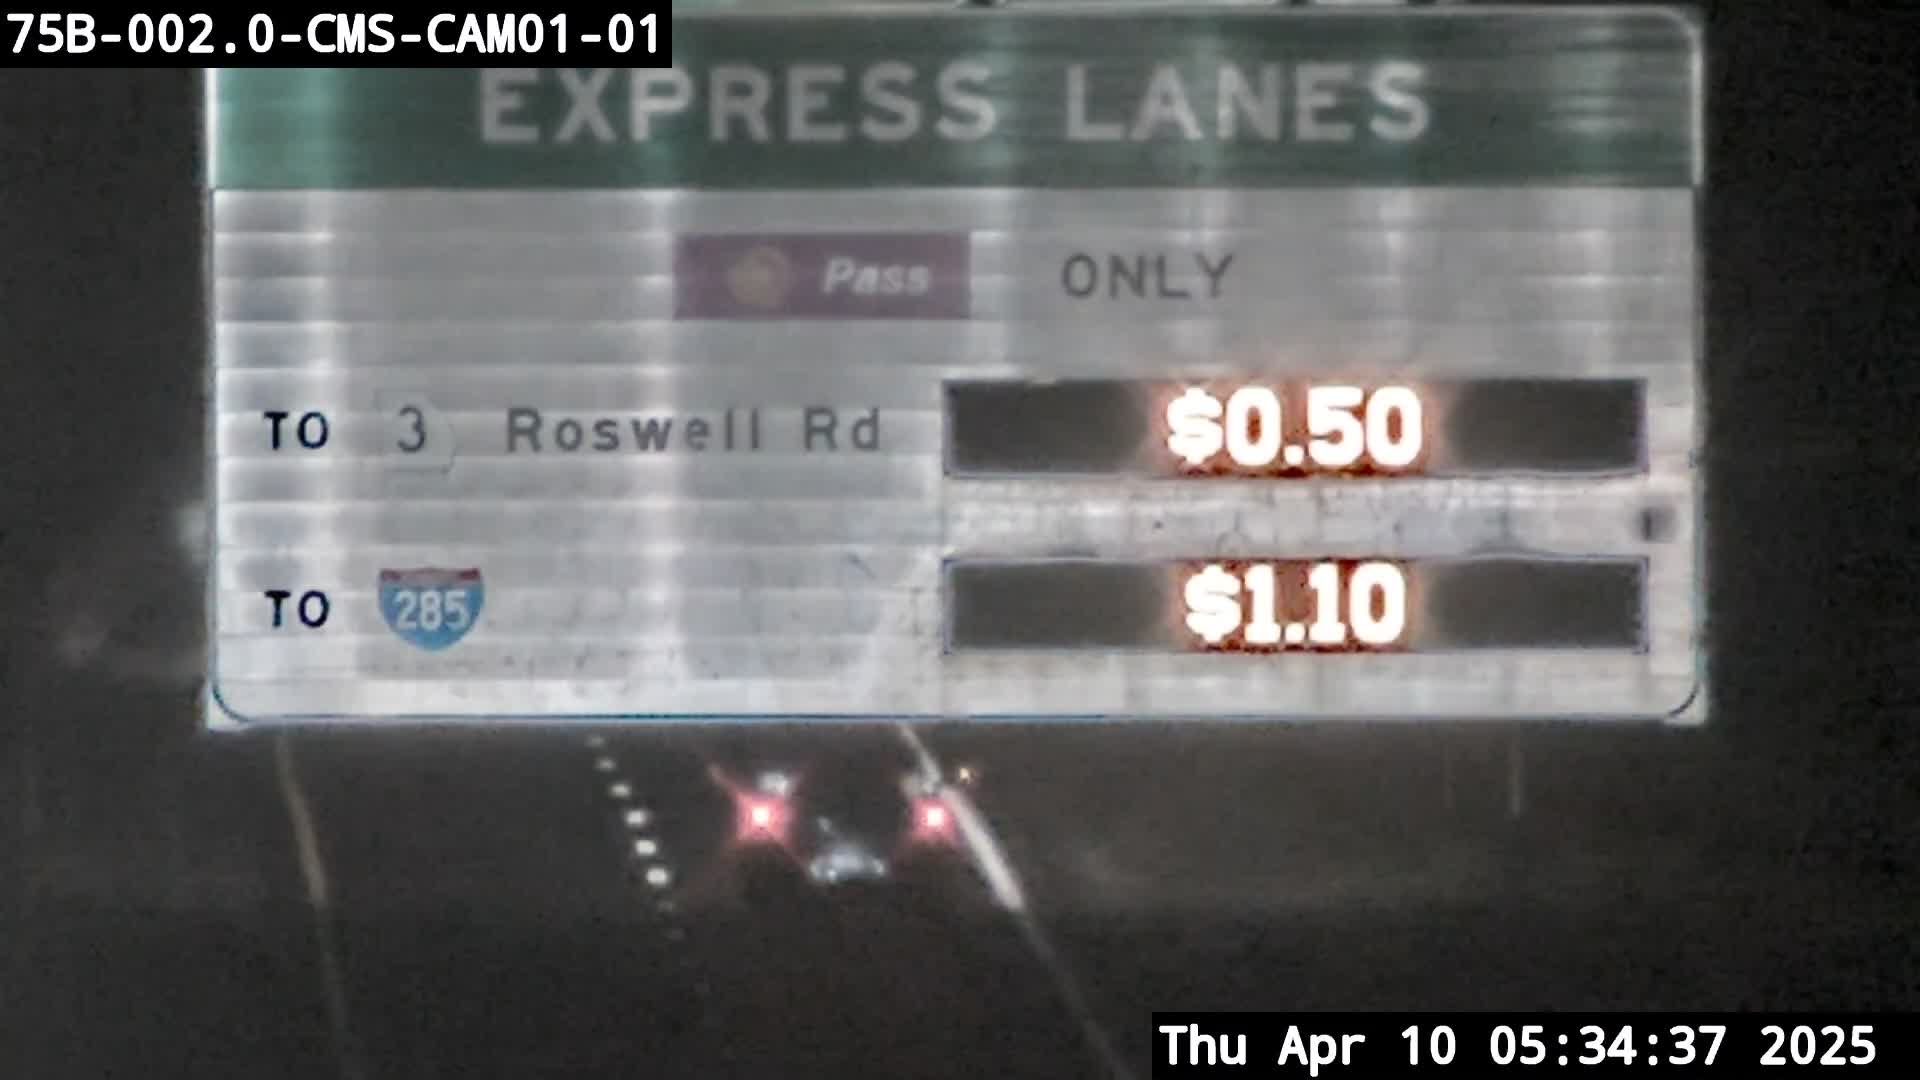 75B-002.0-CMS-CAM01-01
EXPRESS LANES
Pass ONLY
TO 3 Roswell Rd $0.50
TO 285 $1.10
Thu Apr 10 05:34:37 2025